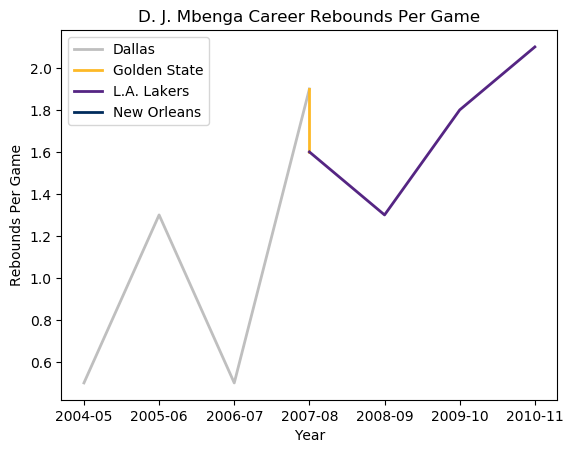 D. J. Mbenga Career Rebounds Per Game
Dallas
Golden State
L.A. Lakers
New Orleans
2.0
1.8
1.6
1.4
1.2
1.0
0.8
0.6
Rebounds Per Game
2004-05 2005-06 2006-07 2007-08 2008-09 2009-10 2010-11
Year